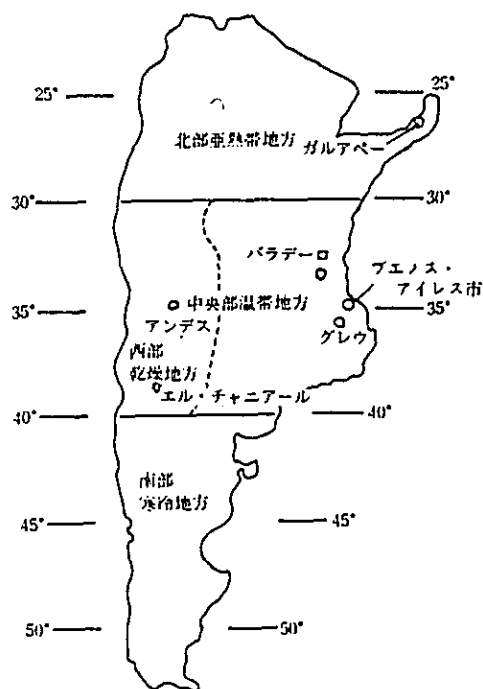 25° 25°
北部亜熱帯地方 ガルアペー
30° 30°
パラデー
ブエノス・
アイレス市
35° 中央部温帯地方 35°
アンデス グレウ
西部
乾燥地方
エル・チャニアール
40° 40°
南部
寒冷地方
45° 45°
50° 50°